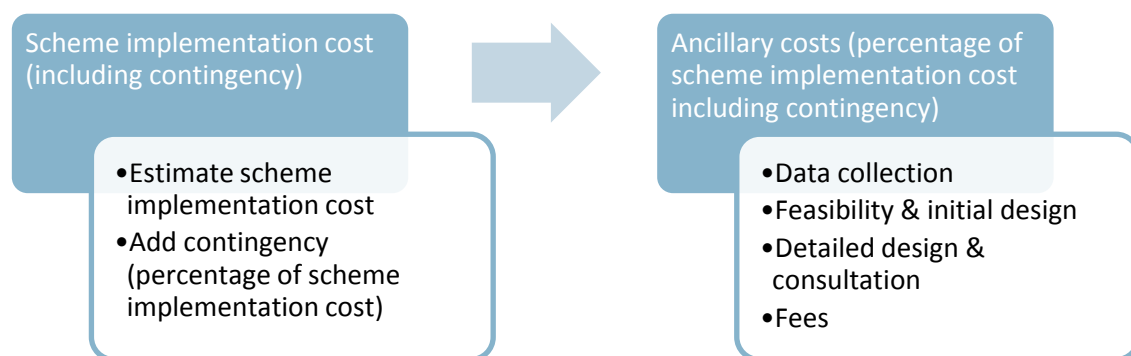 Scheme implementation cost
(including contingency)
•Estimate scheme
implementation cost
•Add contingency
(percentage of scheme
implementation cost)
Ancillary costs (percentage of
scheme implementation cost
including contingency)
•Data collection
•Feasibility & initial design
•Detailed design &
consultation
•Fees